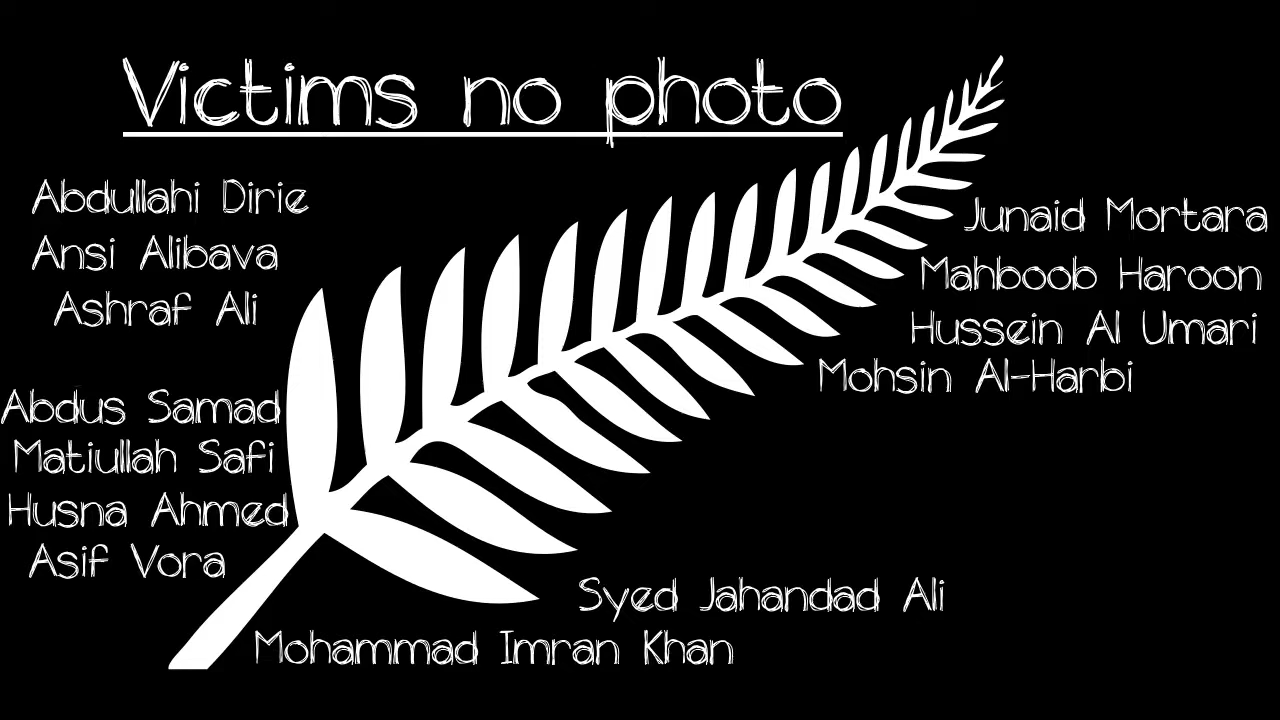 Victims no photo
Abdullahi Dirie
Ansi Alibava
Ashraf Ali
Abdus Samad
Matiullah Safi
Husna Ahmed
Asif Vora
Junaid Mortara
Mahboob Haroon
Hussein Al Umari
Mohsin Al-Harbi
Syed Jahandad Ali
Mohammad Imran Khan